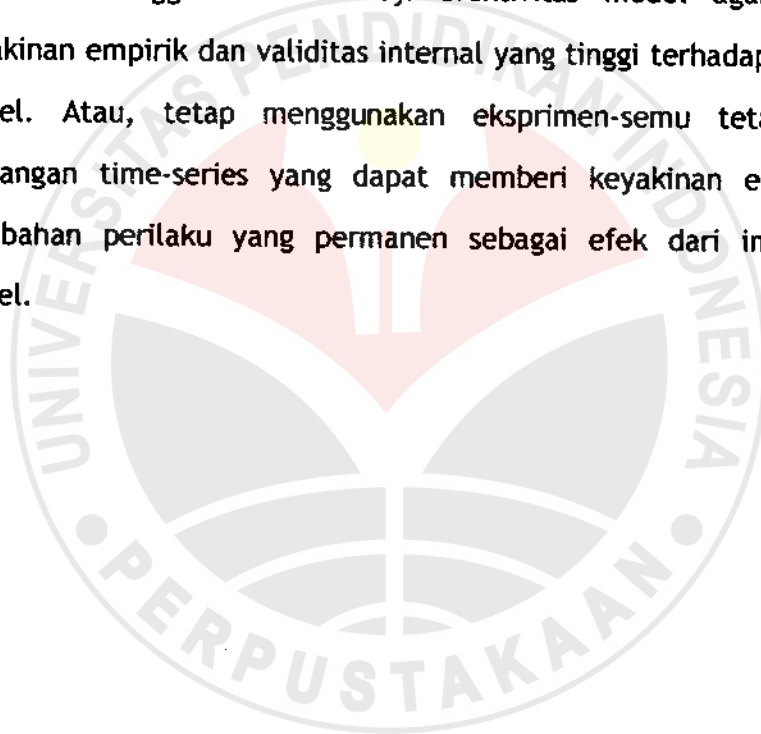 model
akinan empirik dan validitas internal yang tinggi terhadap
el. Atau, tetap menggunakan eksprimen-semu teta
angan time-series yang dapat memberi keyakinan e
bahan perilaku yang permanen sebagai efek dari in
el.
UNIVERSITAS PENDIDIKAN INDONESIA
PERPUSTAKAAN